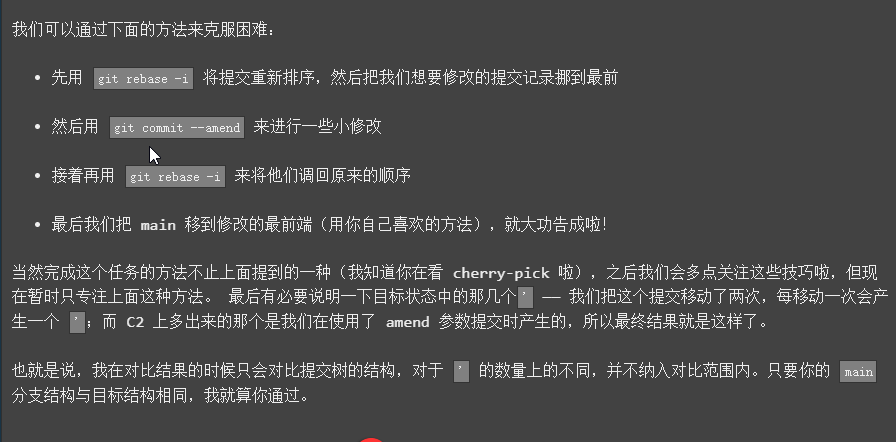 我们可以通过下面的方法来克服困难:
• 先用 git rebase -i 将提交重新排序，然后把我们想要修改的提交记录挪到最前
• 然后用 git commit --amend 来进行一些小修改
• 接着再用 git rebase -i 来将他们调回原来的顺序
• 最后我们把 main 移到修改的最前端（用你自己喜欢的方法），就大功告成啦！
当然完成这个任务的方法不止上面提到的一种（我知道你在看 cherry-pick 啦），之后我们会多点关注这些技巧啦，但现
在暂时只专注上面这种方法。 最后有必要说明一下目标状态中的那几个 ' —— 我们把这个提交移动了两次，每移动一次会产
生一个 '；而 C2 上多出来的那个是我们在使用了 amend 参数提交时产生的，所以最终结果就是这样了。
也就是说，我在对比结果的时候只会对比提交树的结构，对于 ' 的数量上的不同，并不纳入对比范围内。只要你的 main
分支结构与目标结构相同，我就算你通过。